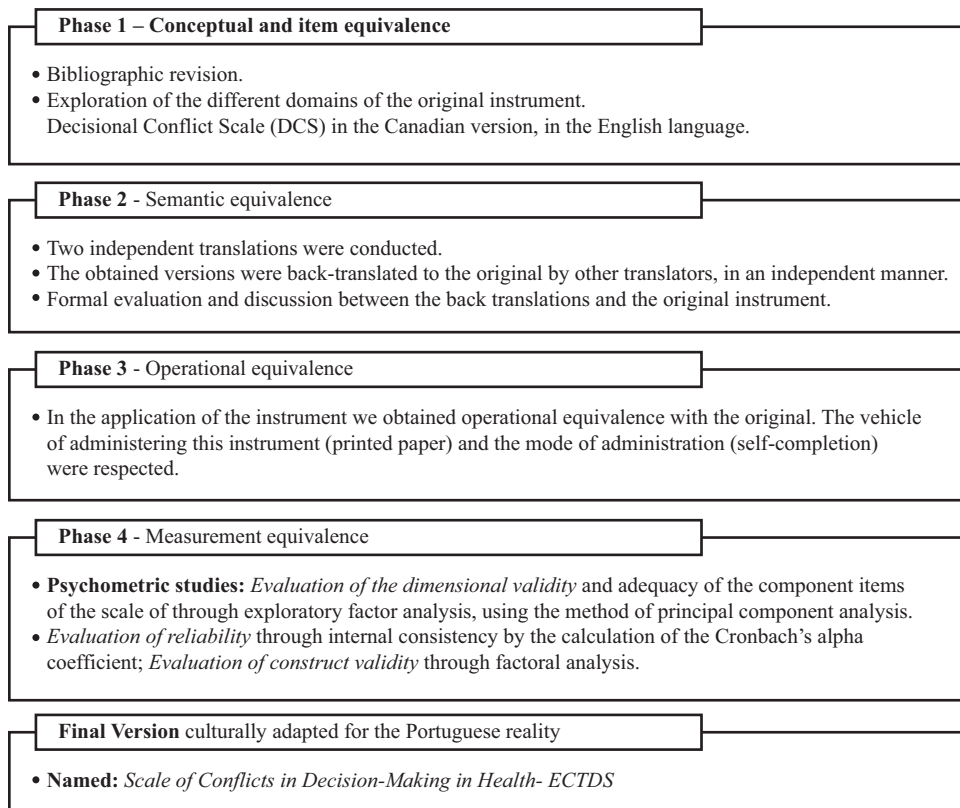 Phase 1 – Conceptual and item equivalence
• Bibliographic revision.
• Exploration of the different domains of the original instrument.
Decisional Conflict Scale (DCS) in the Canadian version, in the English language.
Phase 2 - Semantic equivalence
• Two independent translations were conducted.
• The obtained versions were back-translated to the original by other translators, in an independent manner.
• Formal evaluation and discussion between the back translations and the original instrument.
Phase 3 - Operational equivalence
• In the application of the instrument we obtained operational equivalence with the original. The vehicle
of administering this instrument (printed paper) and the mode of administration (self-completion)
were respected.
Phase 4 - Measurement equivalence
• Psychometric studies: Evaluation of the dimensional validity and adequacy of the component items
of the scale of through exploratory factor analysis, using the method of principal component analysis.
• Evaluation of reliability through internal consistency by the calculation of the Cronbach’s alpha
coefficient; Evaluation of construct validity through factoral analysis.
Final Version culturally adapted for the Portuguese reality
• Named: Scale of Conflicts in Decision-Making in Health- ECTDS